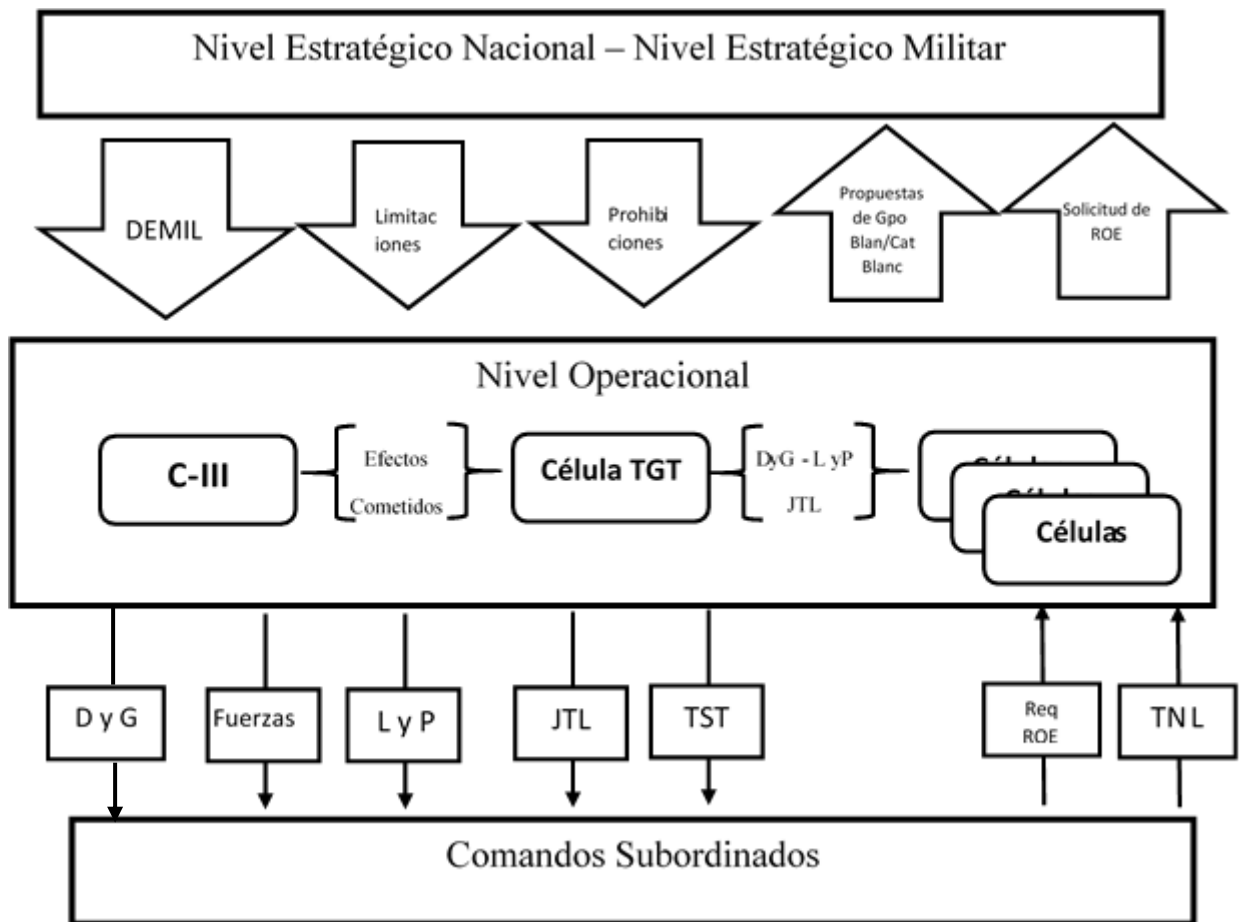 Nivel Estratégico Nacional – Nivel Estratégico Militar
DEMIL
Limitac
iones
Prohibi
ciones
Propuestas
de Gpo
Blan/Cat
Blanc
Solicitud de
ROE
Nivel Operacional
C-III
Efectos
Cometidos
Célula TGT
DyG - L yP
JTL
Células
D y G
Fuerzas
L y P
JTL
TST
Req
ROE
TNL
Comandos Subordinados